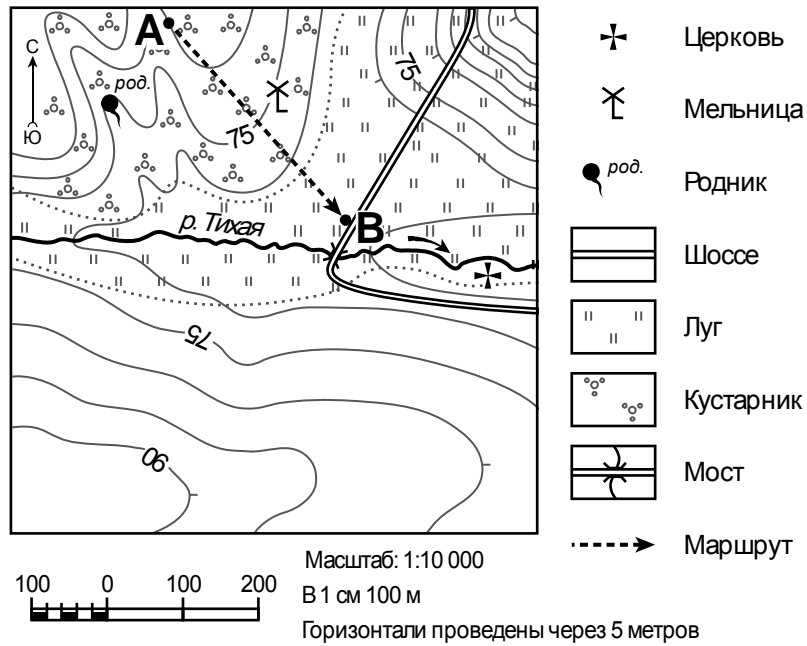 А
75
С
Ю
род.
75
р. Тихая
В
75
90
Церковь
Мельница
род.
Родник
Шоссе
Луг
Кустарник
Мост
Маршрут
Масштаб: 1:10 000
100 0 100 200
В 1 см 100 м
Горизонтали проведены через 5 метров